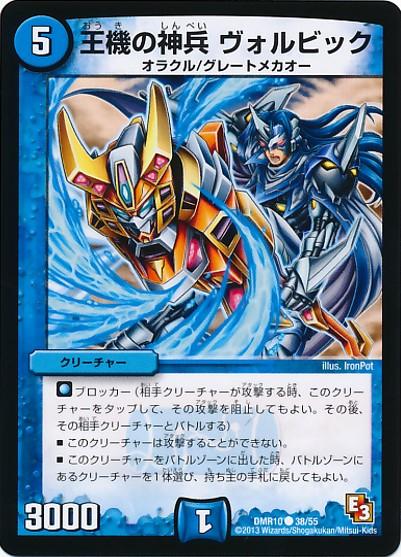 5
おうき しんぺい
王機の神兵 ヴォルビック
オラクル/グレートメカオー
illus. IronPot
クリーチャー
ブロッカー(相手クリーチャーが攻撃する時、このクリー
チャーをタップして、その攻撃を阻止してもよい。その後、
その相手クリーチャーとバトルする)
■ このクリーチャーは攻撃することができない。
■ このクリーチャーをバトルゾーンに出した時、バトルゾーンに
あるクリーチャーを1体選び、持ち主の手札に戻してもよい。
3000
1
E3
DMR10 38/55
©2013 Wizards/Shogakukan/Mitsui-Kids